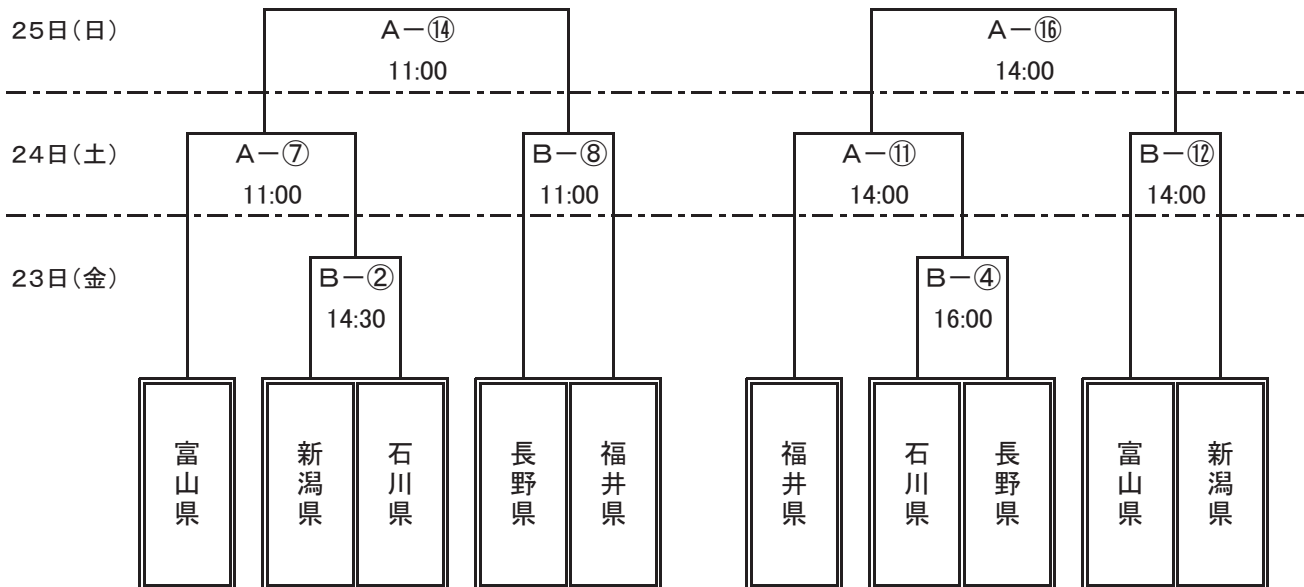 25日(日)
A-⑭
11:00
A-⑯
14:00
24日(土)
A-⑦
11:00
B-⑧
11:00
A-⑪
14:00
B-⑫
14:00
23日(金)
B-②
14:30
B-④
16:00
富山県
新潟県
石川県
長野県
福井県
福井県
石川県
長野県
富山県
新潟県